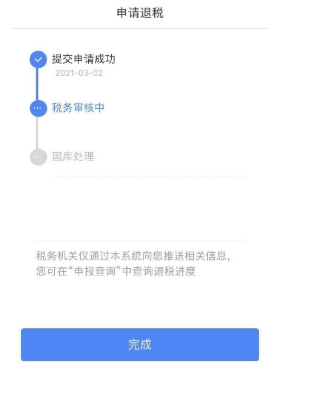 申请退税
提交申请成功
2021-03-02
税务审核中
国库处理
税务机关仅通过本系统向您推送相关信息，
您可在“申报查询”中查询退税进度
完成